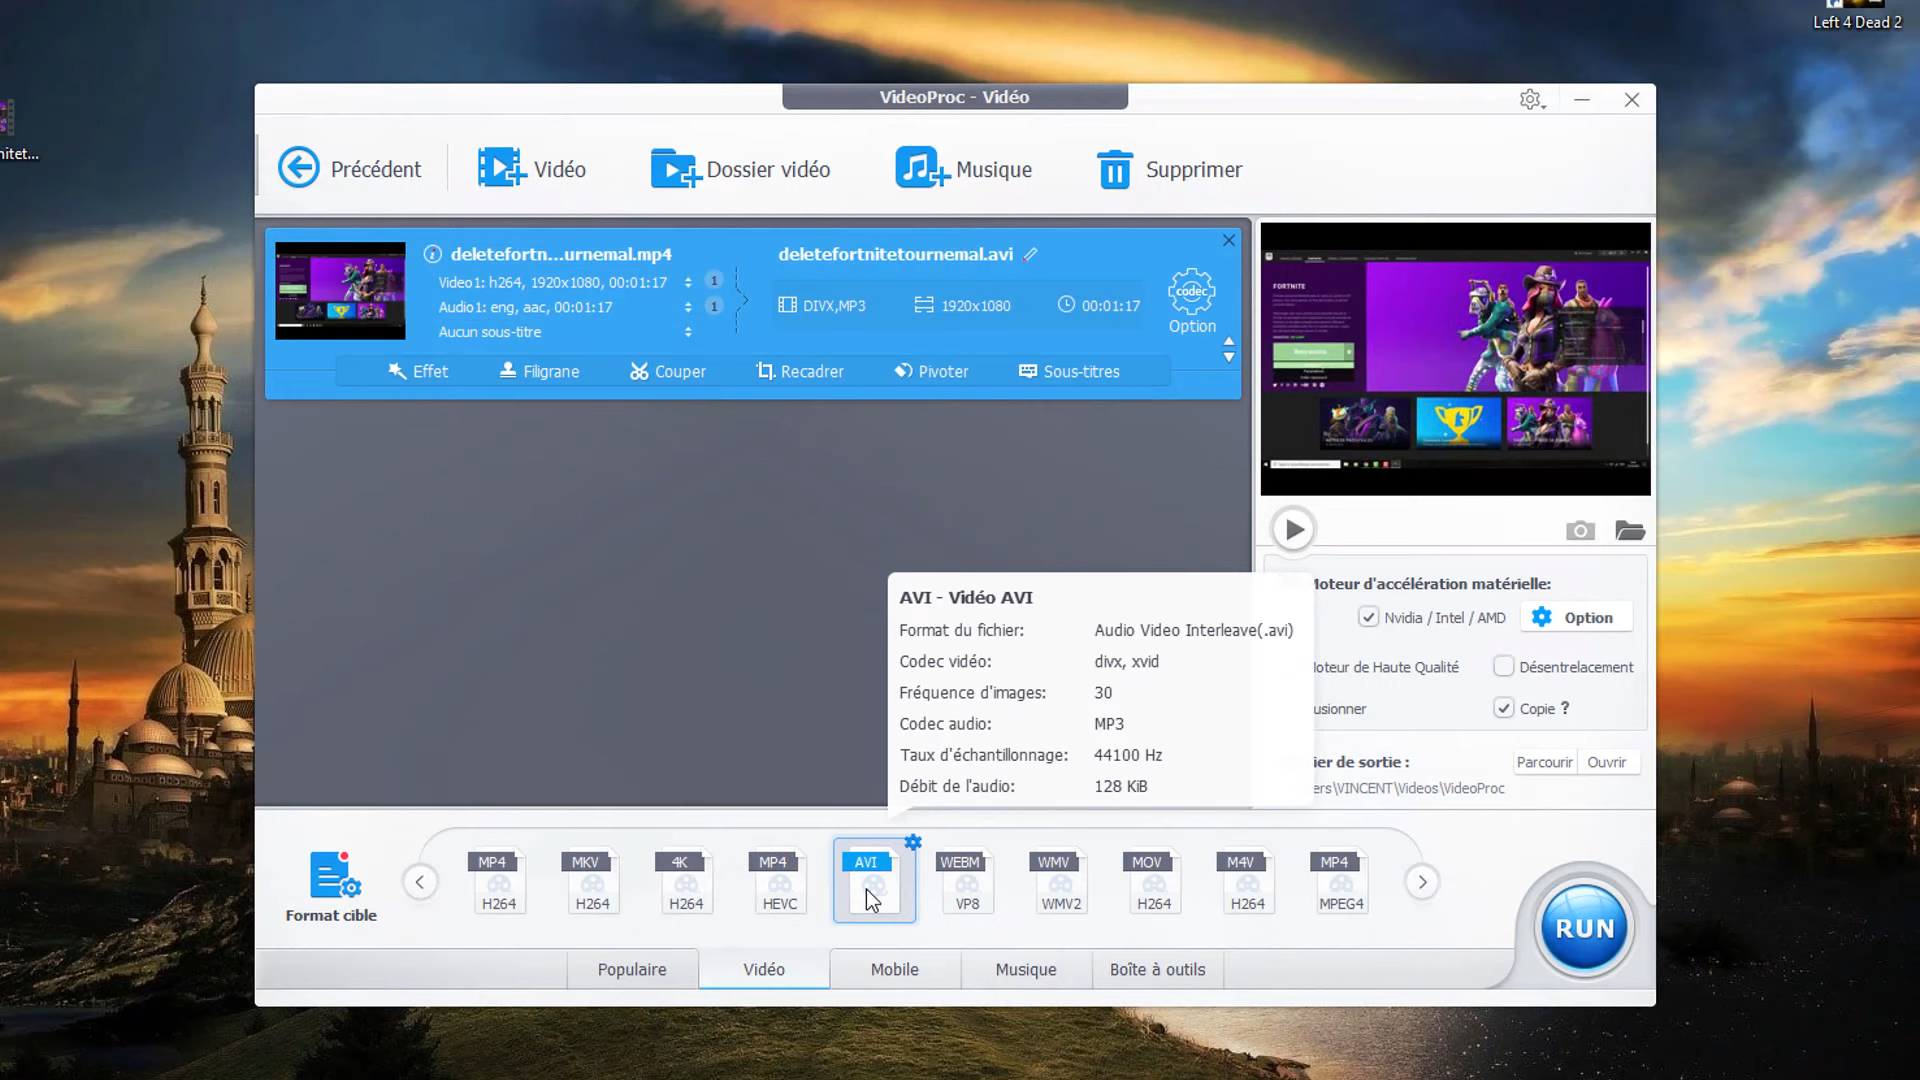 Left 4 Dead 2
nitet...
VideoProc - Vidéo
Précédent
Vidéo
Dossier vidéo
Musique
Supprimer
deletefortn...urnemal.mp4
Video1: h264, 1920x1080, 00:01:17
1
Audio1: eng, aac, 00:01:17
1
Aucun sous-titre
deletefortnitetournemal.avi
DIVX,MP3
1920x1080
00:01:17
codec
Option
Effet
Filigrane
Couper
Recadrer
Pivoter
Sous-titres
FORTNITE
AVI - Vidéo AVI
Format du fichier: Audio Video Interleave(.avi)
Codec vidéo: divx, xvid
Fréquence d'images: 30
Codec audio: MP3
Taux d'échantillonnage: 44100 Hz
Débit de l'audio: 128 KiB
Moteur d'accélération matérielle:
Nvidia / Intel / AMD
Option
Moteur de Haute Qualité
Désentrelacement
usionner
Copie ?
ier de sortie :
Parcourir
Ouvrir
ers\VINCENT\Videos\VideoProc
Format cible
MP4 H264
MKV H264
4K H264
MP4 HEVC
AVI
WEBM VP8
WMV WMV2
MOV H264
M4V H264
MP4 MPEG4
RUN
Populaire
Vidéo
Mobile
Musique
Boîte à outils